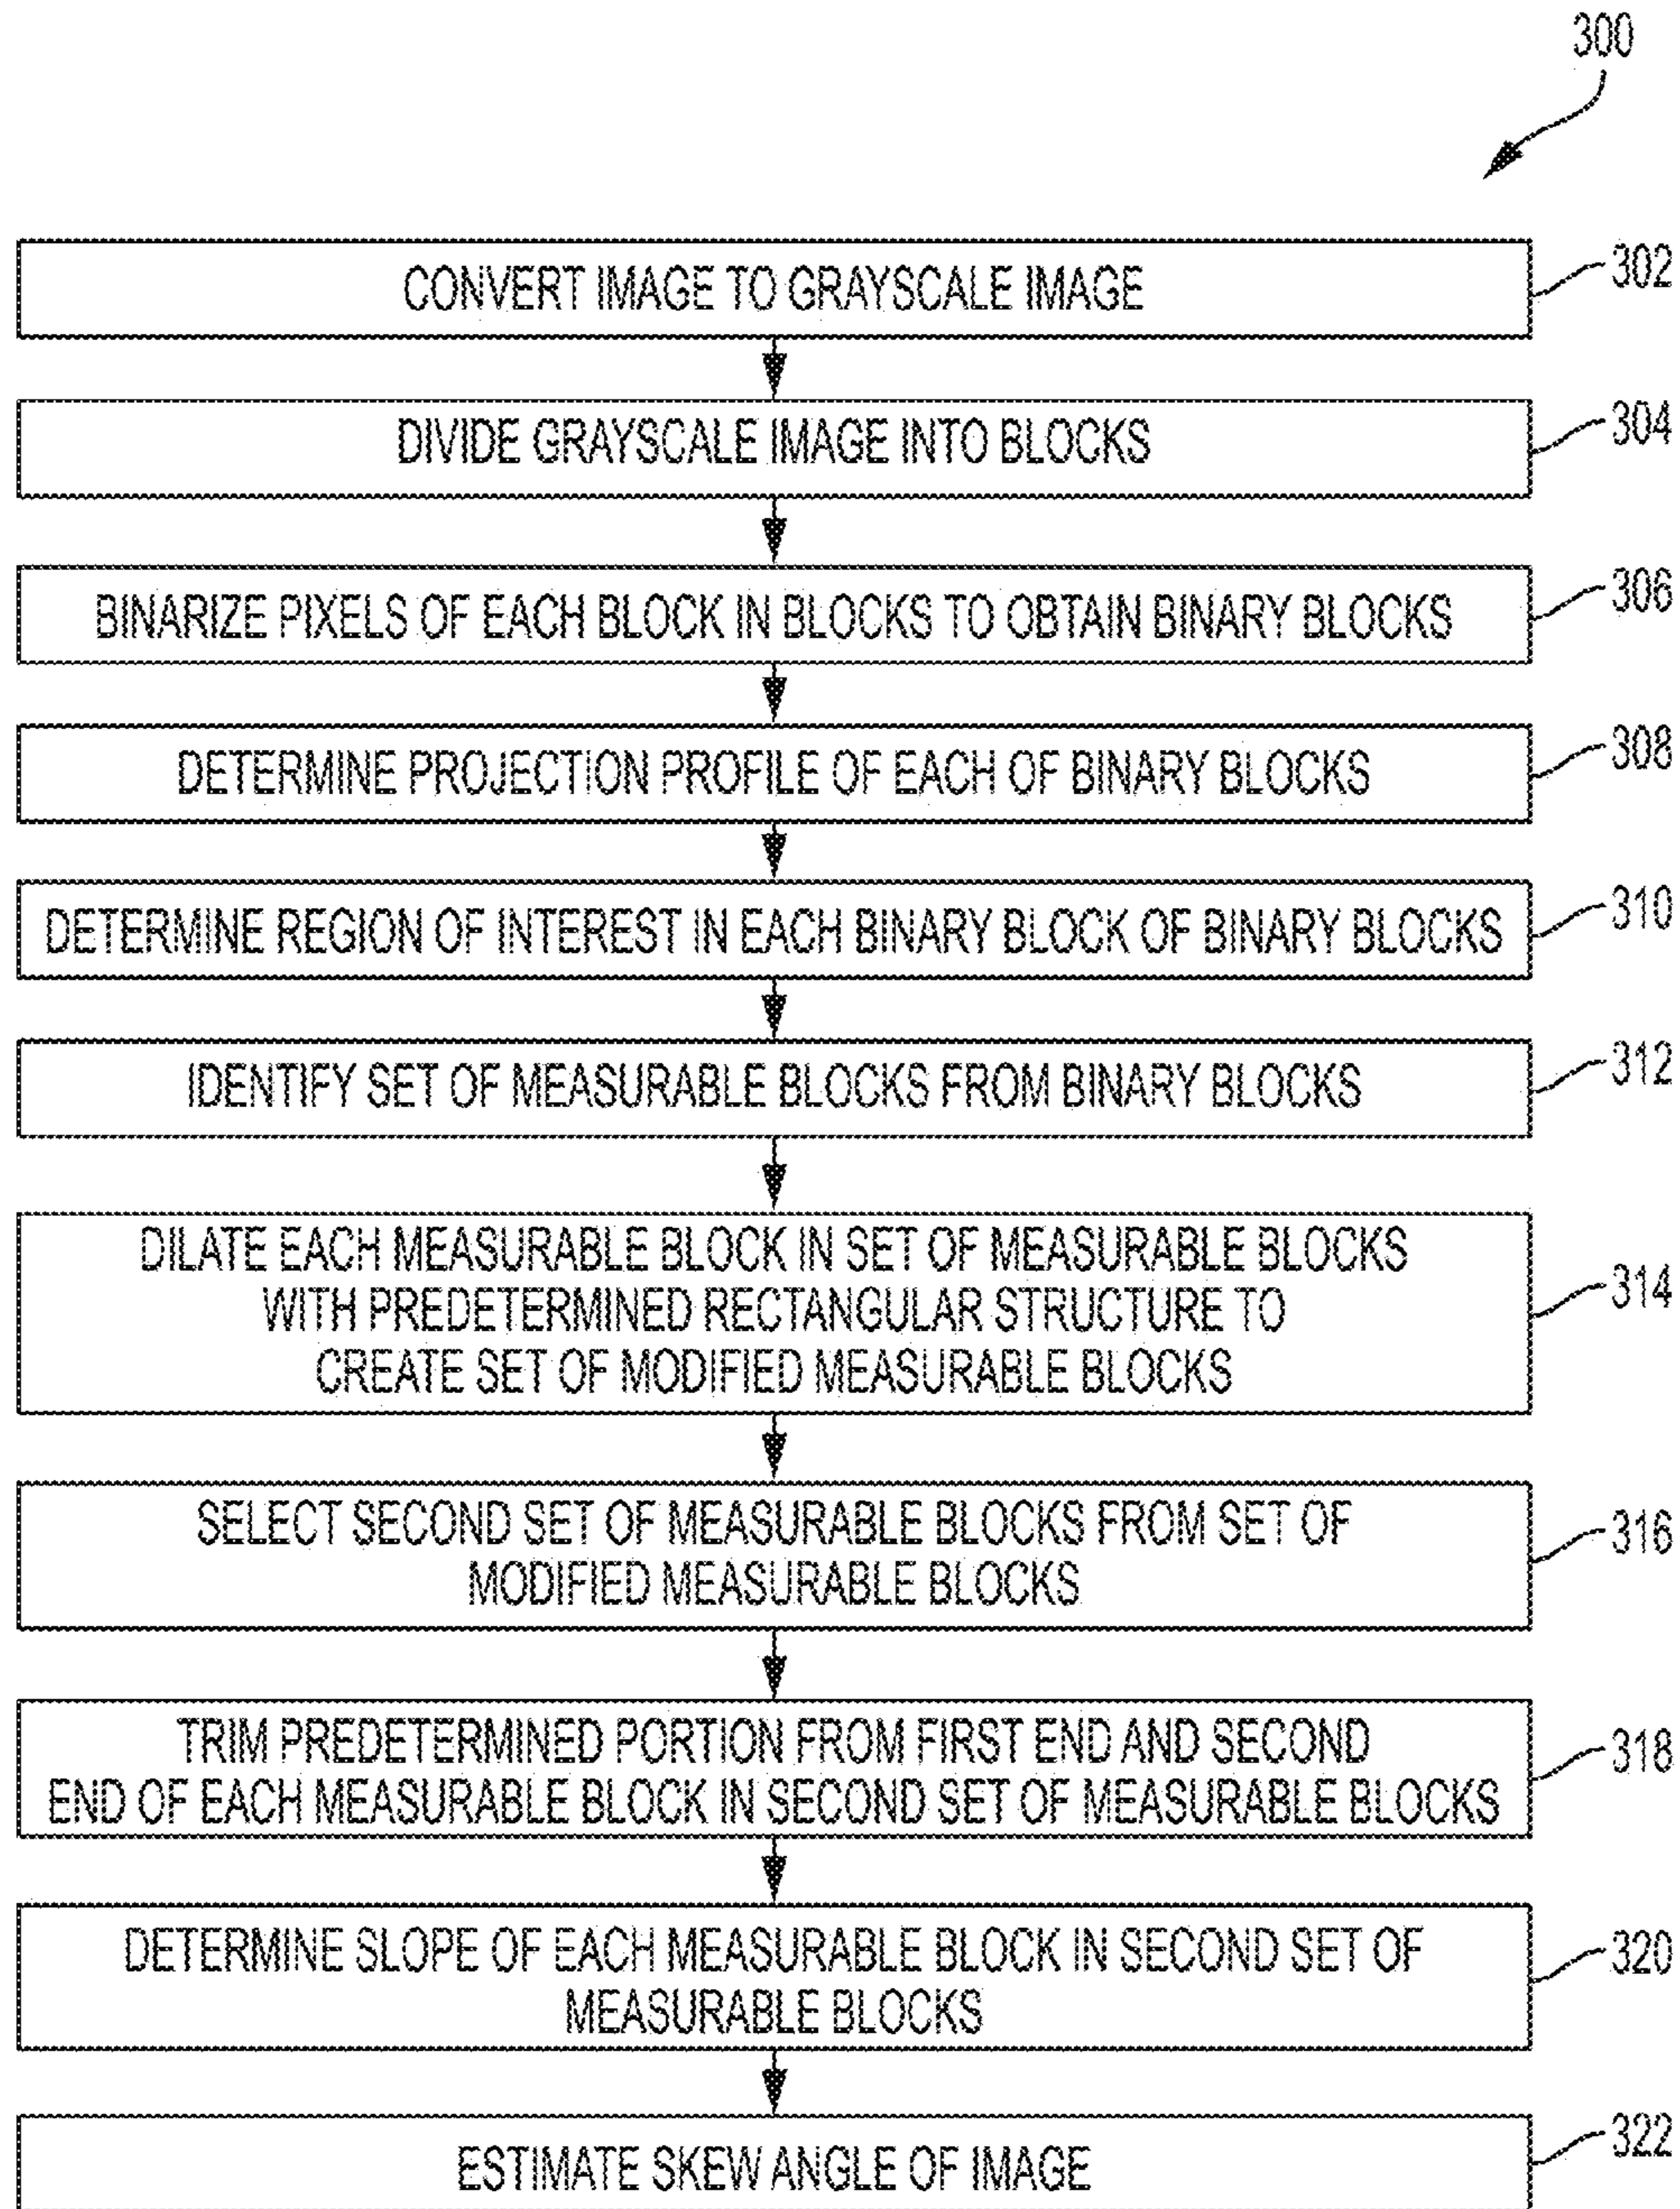 300
CONVERT IMAGE TO GRAYSCALE IMAGE
302
DIVIDE GRAYSCALE IMAGE INTO BLOCKS
304
BINARIZE PIXELS OF EACH BLOCK IN BLOCKS TO OBTAIN BINARY BLOCKS
306
DETERMINE PROJECTION PROFILE OF EACH OF BINARY BLOCKS
308
DETERMINE REGION OF INTEREST IN EACH BINARY BLOCK OF BINARY BLOCKS
310
IDENTIFY SET OF MEASURABLE BLOCKS FROM BINARY BLOCKS
312
DILATE EACH MEASURABLE BLOCK IN SET OF MEASURABLE BLOCKS
WITH PREDETERMINED RECTANGULAR STRUCTURE TO
CREATE SET OF MODIFIED MEASURABLE BLOCKS
314
SELECT SECOND SET OF MEASURABLE BLOCKS FROM SET OF
MODIFIED MEASURABLE BLOCKS
316
TRIM PREDETERMINED PORTION FROM FIRST END AND SECOND
END OF EACH MEASURABLE BLOCK IN SECOND SET OF MEASURABLE BLOCKS
318
DETERMINE SLOPE OF EACH MEASURABLE BLOCK IN SECOND SET OF
MEASURABLE BLOCKS
320
ESTIMATE SKEW ANGLE OF IMAGE
322